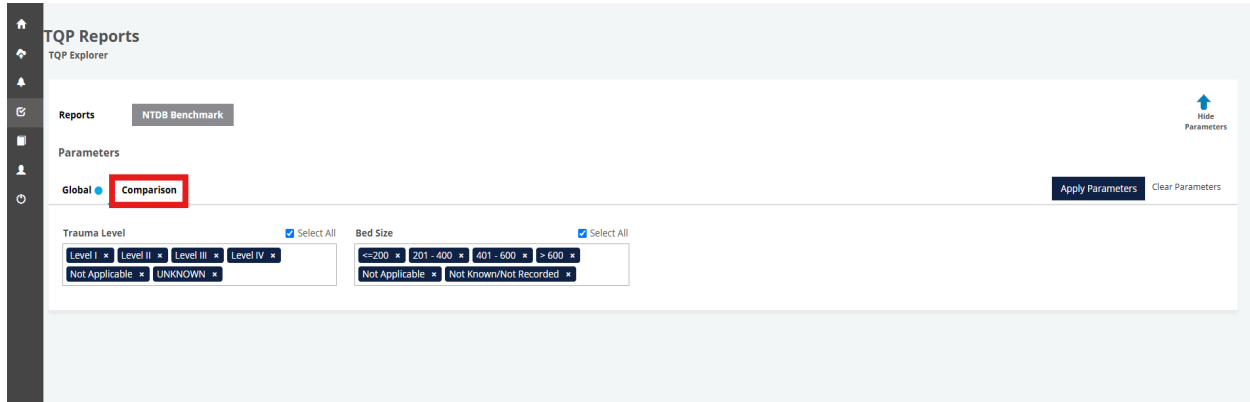 TQP Reports
TQP Explorer
Reports NTDB Benchmark
Hide
Parameters
Parameters
Global Comparison Apply Parameters Clear Parameters
Trauma Level Select All Bed Size Select All
Level I × Level II × Level III × Level IV × <=200 × 201 - 400 × 401 - 600 × > 600 ×
Not Applicable × UNKNOWN × Not Applicable × Not Known/Not Recorded ×